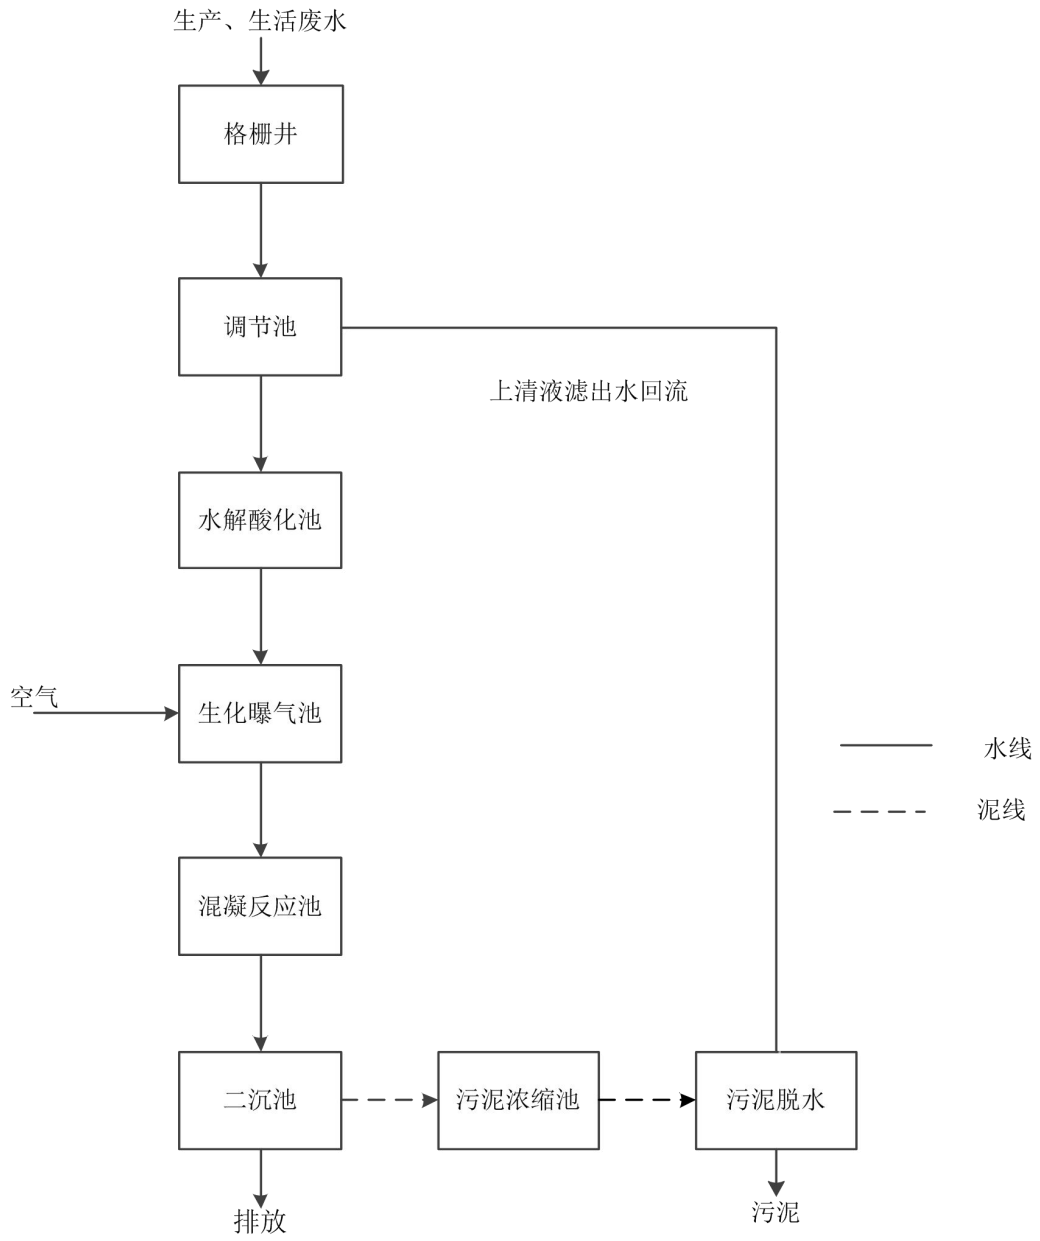 生产、生活废水
格栅井
调节池
上清液滤出水回流
水解酸化池
空气
生化曝气池
水线
泥线
混凝反应池
二沉池
污泥浓缩池
污泥脱水
排放
污泥